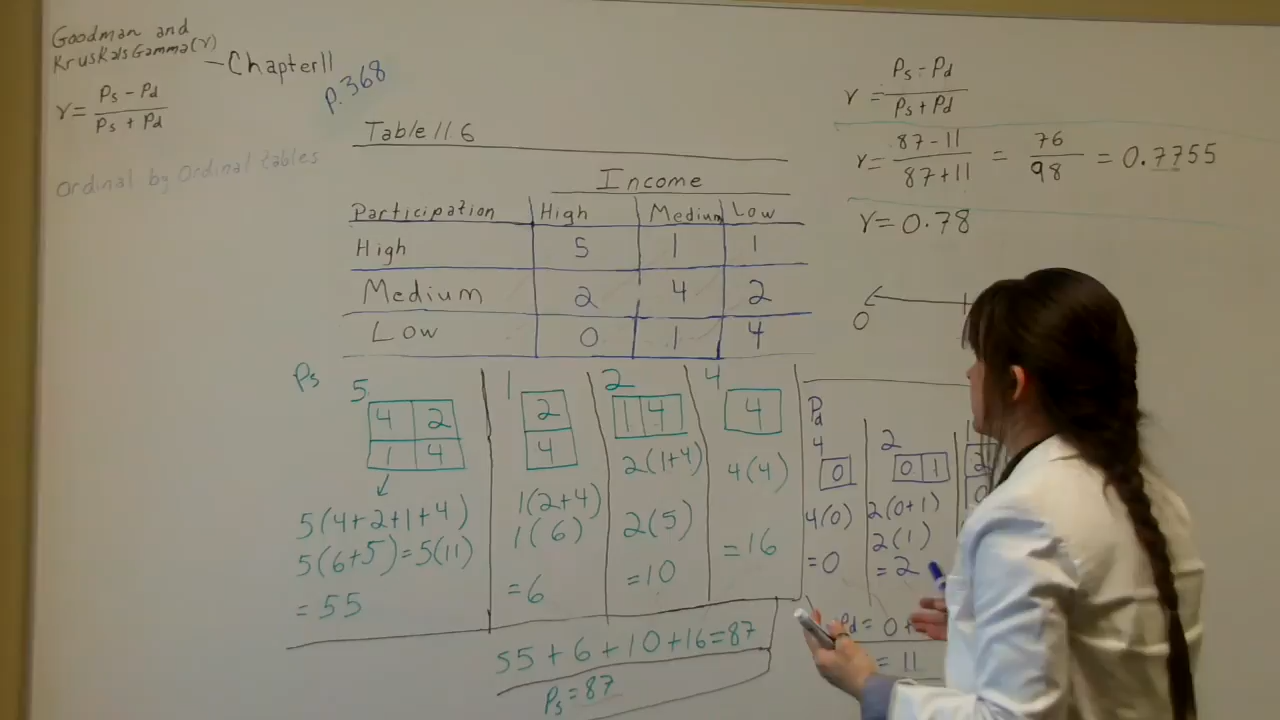 Goodman and
Kruskals Gamma(γ)
— Chapter 11
p. 368
γ = Ps - Pd / Ps + Pd
Ordinal by Ordinal tables
Table 11.6
Income
Participation High Medium Low
High 5 1 1
Medium 2 4 2
Low 0 1 4
Ps
5
4 2
1 4
5(4+2+1+4)
5(6+5)=5(11)
= 55
1
2
4
1(2+4)
1(6)
=6
2
1 4
2(1+4)
2(5)
=10
4
4
4(4)
=16
55+6+10+16=87
Ps=87
Pd
4
0
4(0)
=0
2
0 1
2(0+1)
2(1)
=2
2
0
Pd= 0+
= 11
γ = Ps - Pd / Ps + Pd
γ = 87-11 / 87+11 = 76 / 98 = 0.7755
γ = 0.78
0